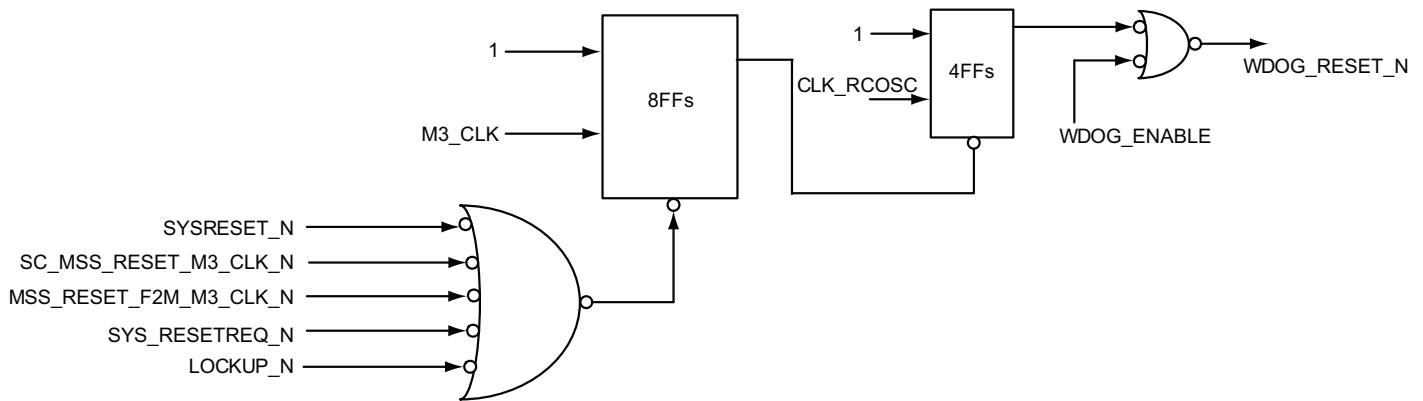 1
8FFs
M3_CLK
1
4FFs
CLK_RCOSC
WDOG_RESET_N
WDOG_ENABLE
SYSRESET_N
SC_MSS_RESET_M3_CLK_N
MSS_RESET_F2M_M3_CLK_N
SYS_RESETREQ_N
LOCKUP_N